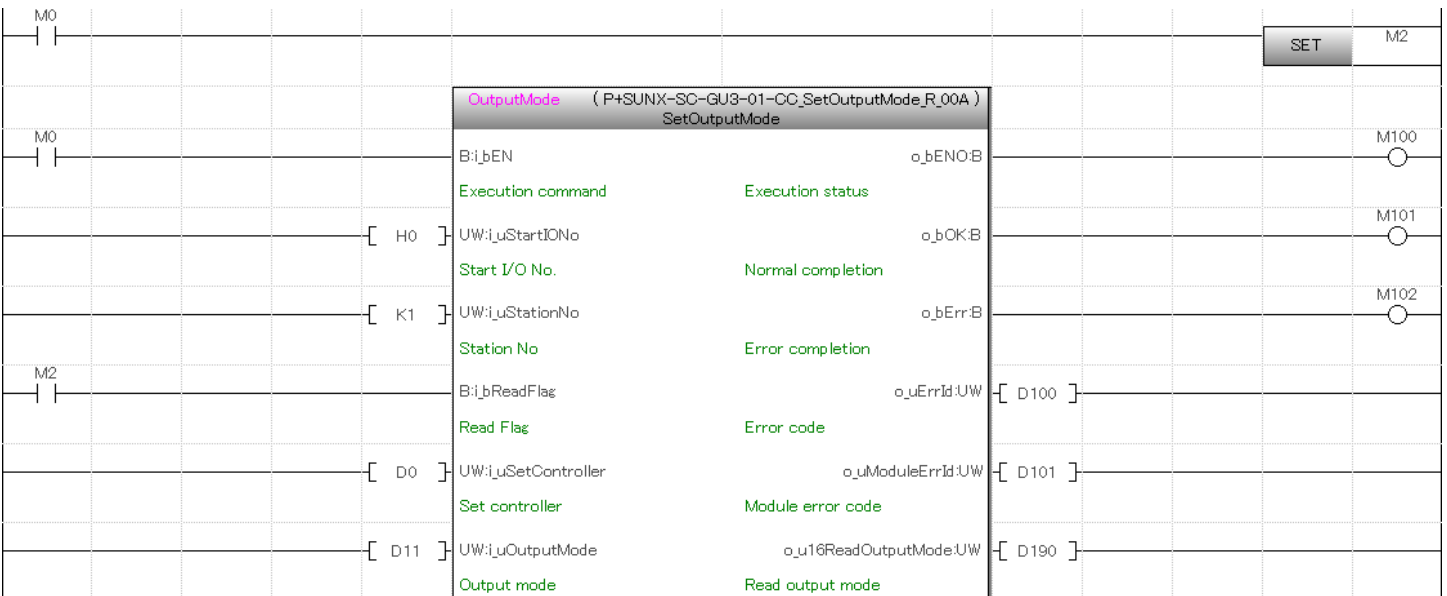 M0
SET M2
OutputMode (P+SUNX-SC-GU3-01-CC_SetOutputMode_R_00A)
SetOutputMode
M0 B:i_bEN o_bENO:B M100
Execution command Execution status
H0 UW:i_uStartIONo o_bOK:B M101
Start I/O No. Normal completion
K1 UW:i_uStationNo o_bErr:B M102
Station No Error completion
M2 B:i_bReadFlag o_uErrId:UW D100
Read Flag Error code
D0 UW:i_uSetController o_uModuleErrId:UW D101
Set controller Module error code
D11 UW:i_uOutputMode o_u16ReadOutputMode:UW D190
Output mode Read output mode